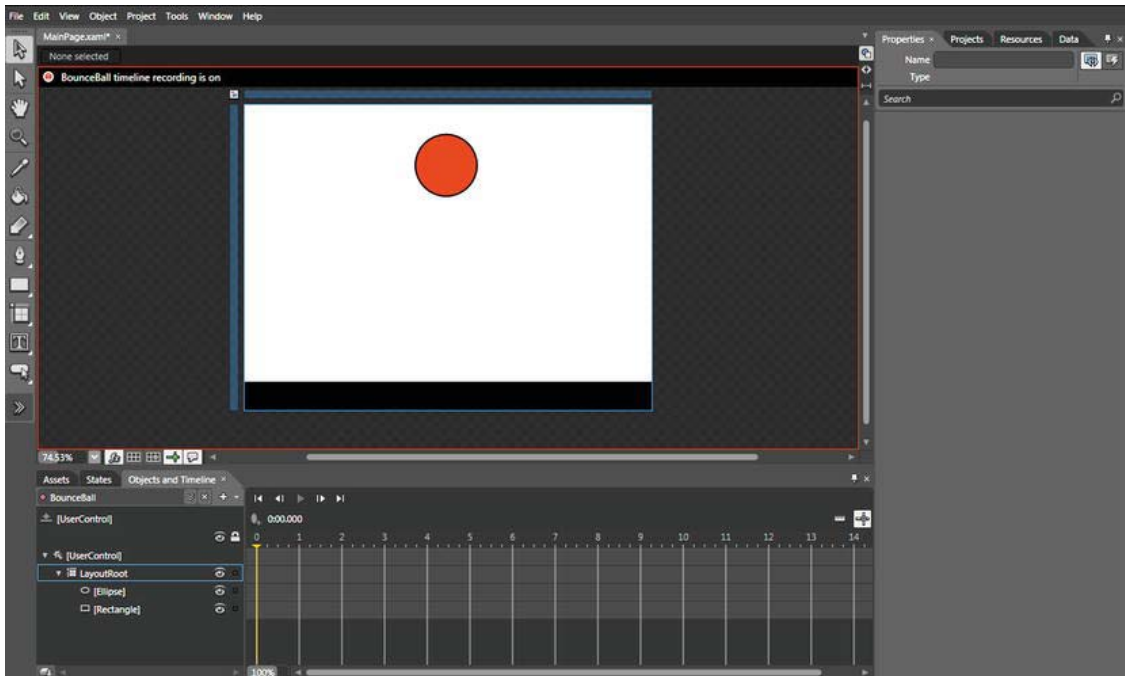 File Edit View Object Project Tools Window Help
MainPage.xaml* ×
None selected
BounceBall timeline recording is on
Properties × Projects Resources Data
Name
Type
Search
74.53%
Assets States Objects and Timeline ×
BounceBall
[UserControl]
0:00.000
0 1 2 3 4 5 6 7 8 9 10 11 12 13 14
[UserControl]
LayoutRoot
[Ellipse]
[Rectangle]
100%